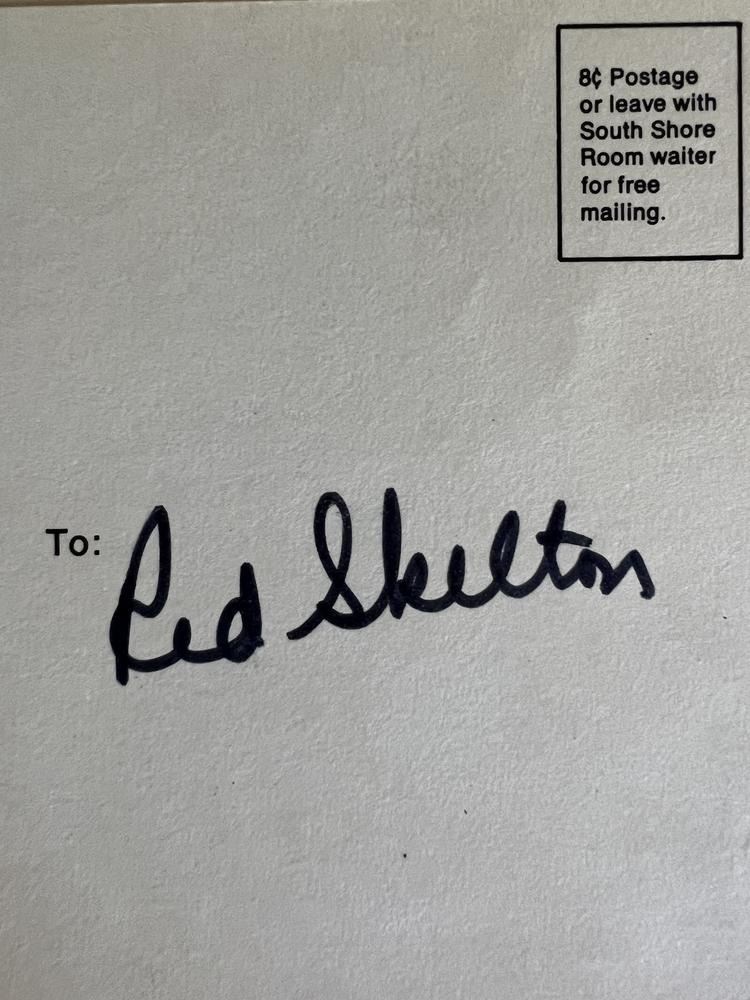 8¢ Postage
or leave with
South Shore
Room waiter
for free
mailing.
To: Red Skelton